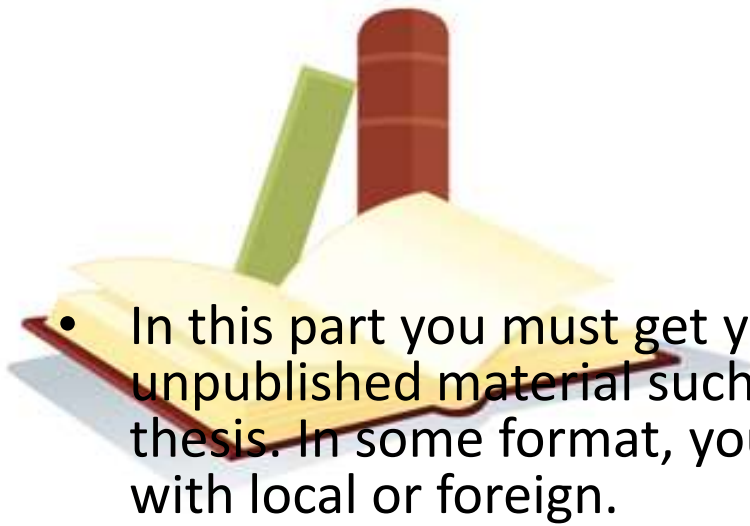 • In this part you must get y
unpublished material such
thesis. In some format, you
with local or foreign.